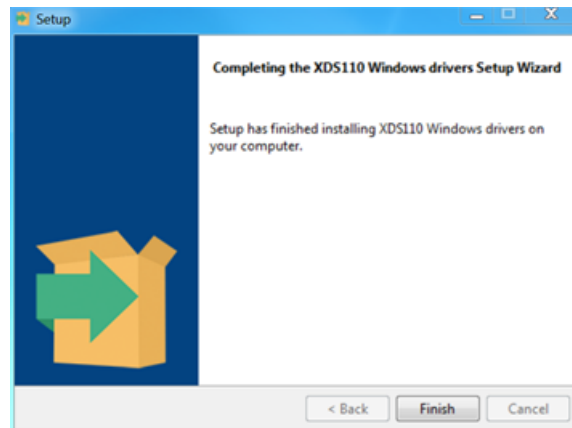 Setup
Completing the XDS110 Windows drivers Setup Wizard
Setup has finished installing XDS110 Windows drivers on
your computer.
< Back
Finish
Cancel